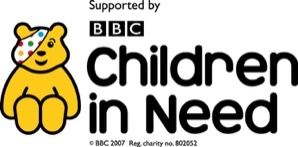 Supported by
BBC
Children
in Need
© BBC 2007 Reg. charity no. 802052